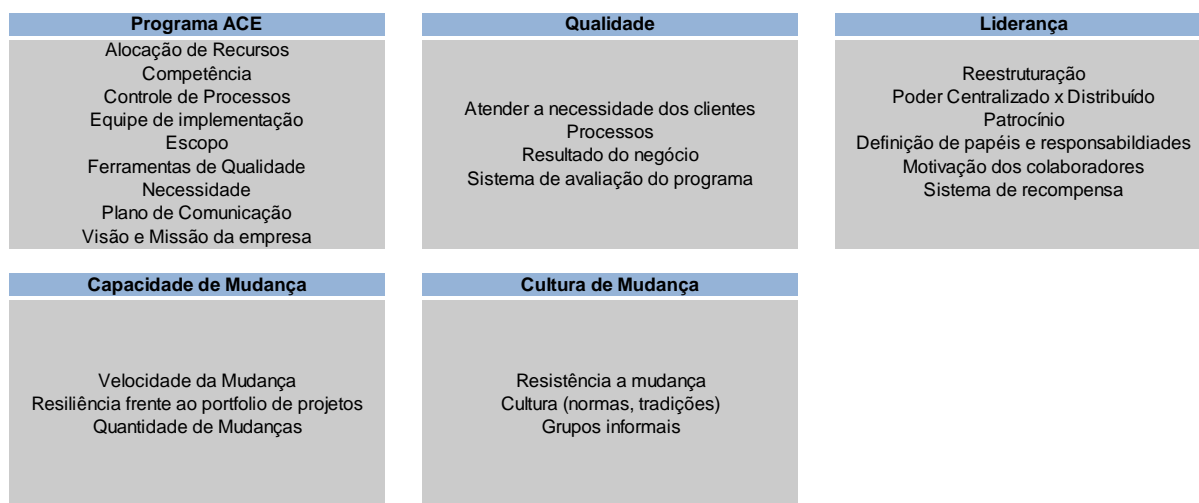 Programa ACE
Alocação de Recursos
Competência
Controle de Processos
Equipe de implementação
Escopo
Ferramentas de Qualidade
Necessidade
Plano de Comunicação
Visão e Missão da empresa
Qualidade
Atender a necessidade dos clientes
Processos
Resultado do negócio
Sistema de avaliação do programa
Liderança
Reestruturação
Poder Centralizado x Distribuído
Patrocínio
Definição de papéis e responsabildiades
Motivação dos colaboradores
Sistema de recompensa
Capacidade de Mudança
Velocidade da Mudança
Resiliência frente ao portfolio de projetos
Quantidade de Mudanças
Cultura de Mudança
Resistência a mudança
Cultura (normas, tradições)
Grupos informais